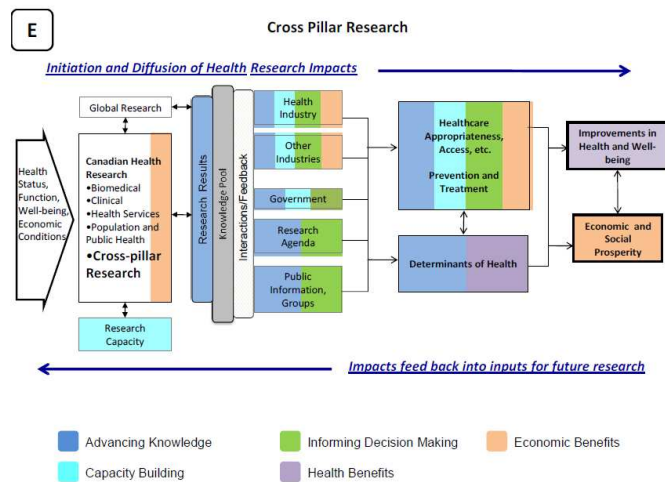 E
Cross Pillar Research
Initiation and Diffusion of Health Research Impacts
Global Research
Health
Status,
Function,
Well-being,
Economic
Conditions
Canadian Health
Research
•Biomedical
•Clinical
•Health Services
•Population and
Public Health
•Cross-pillar
Research
Research
Capacity
Research Results
Knowledge Pool
Interactions/Feedback
Health
Industry
Other
Industries
Government
Research
Agenda
Public
Information,
Groups
Healthcare
Appropriateness,
Access, etc.
Prevention and
Treatment
Determinants of Health
Improvements in
Health and Well-
being
Economic and
Social
Prosperity
Impacts feed back into inputs for future research
Advancing Knowledge
Informing Decision Making
Economic Benefits
Capacity Building
Health Benefits